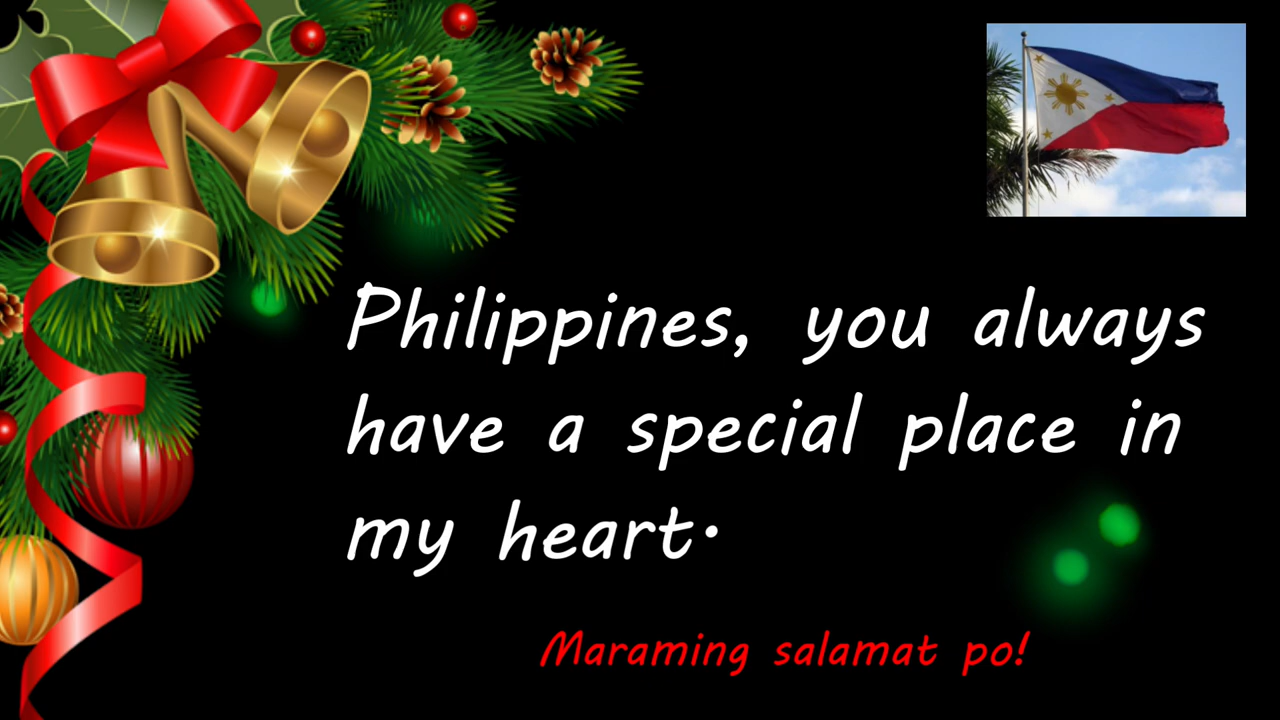 Philippines, you always
have a special place in
my heart.
Maraming salamat po!